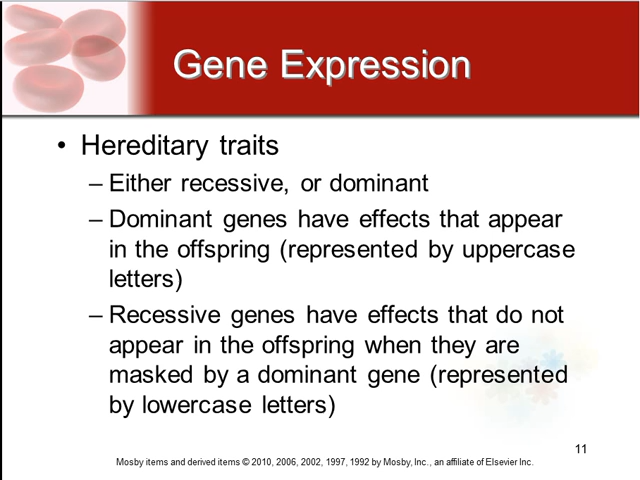 Gene Expression
• Hereditary traits
– Either recessive, or dominant
– Dominant genes have effects that appear
in the offspring (represented by uppercase
letters)
– Recessive genes have effects that do not
appear in the offspring when they are
masked by a dominant gene (represented
by lowercase letters)
11
Mosby items and derived items © 2010, 2006, 2002, 1997, 1992 by Mosby, Inc., an affiliate of Elsevier Inc.